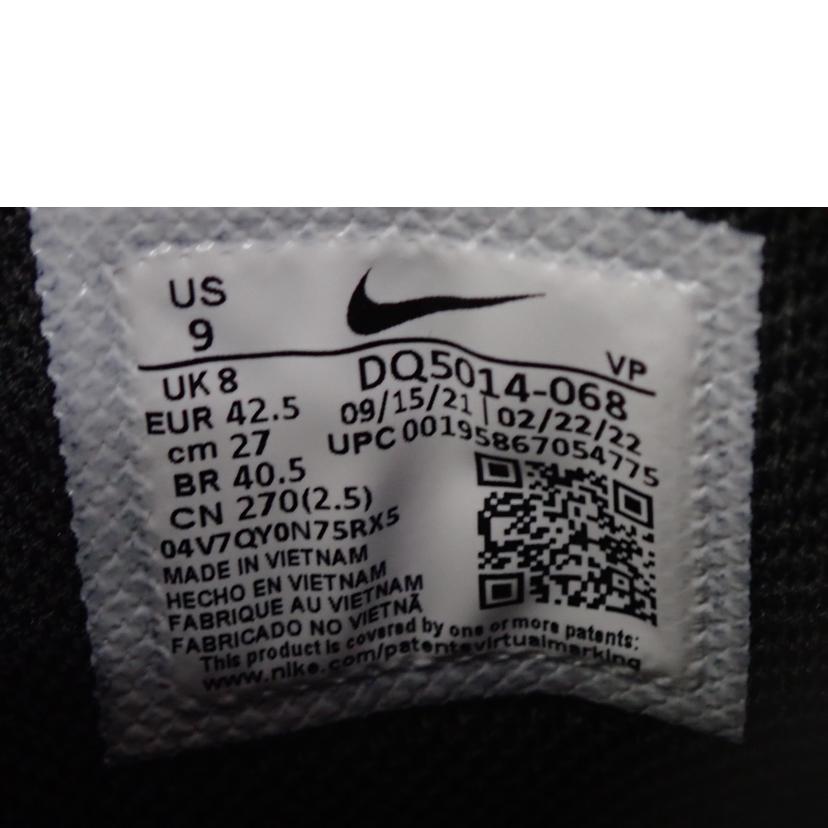 US
9
VP
UK 8
DQ5014-068
EUR 42.5
09/15/21 | 02/22/22
cm 27
UPC 00195867054775
BR 40.5
CN 270(2.5)
04V7QY0N75RX5
MADE IN VIETNAM
HECHO EN VIETNAM
FABRIQUE AU VIETNAM
FABRICADO NO VIETNÃ
This product is covered by one or more patents:
www.nike.com/patents
virtualmarking